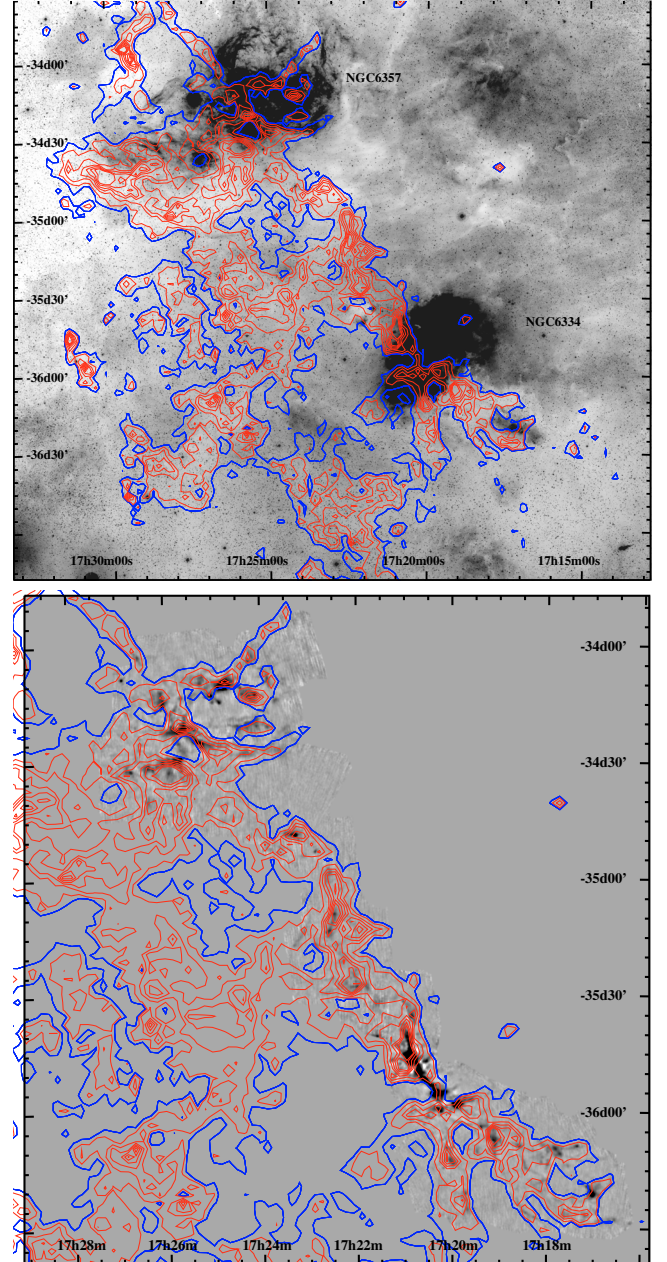 -34d00’
NGC6357
-34d30’
-35d00’
-35d30’
NGC6334
-36d00’
-36d30’
17h30m00s
17h25m00s
17h20m00s
17h15m00s
-34d00’
-34d30’
-35d00’
-35d30’
-36d00’
17h28m
17h26m
17h24m
17h22m
17h20m
17h18m